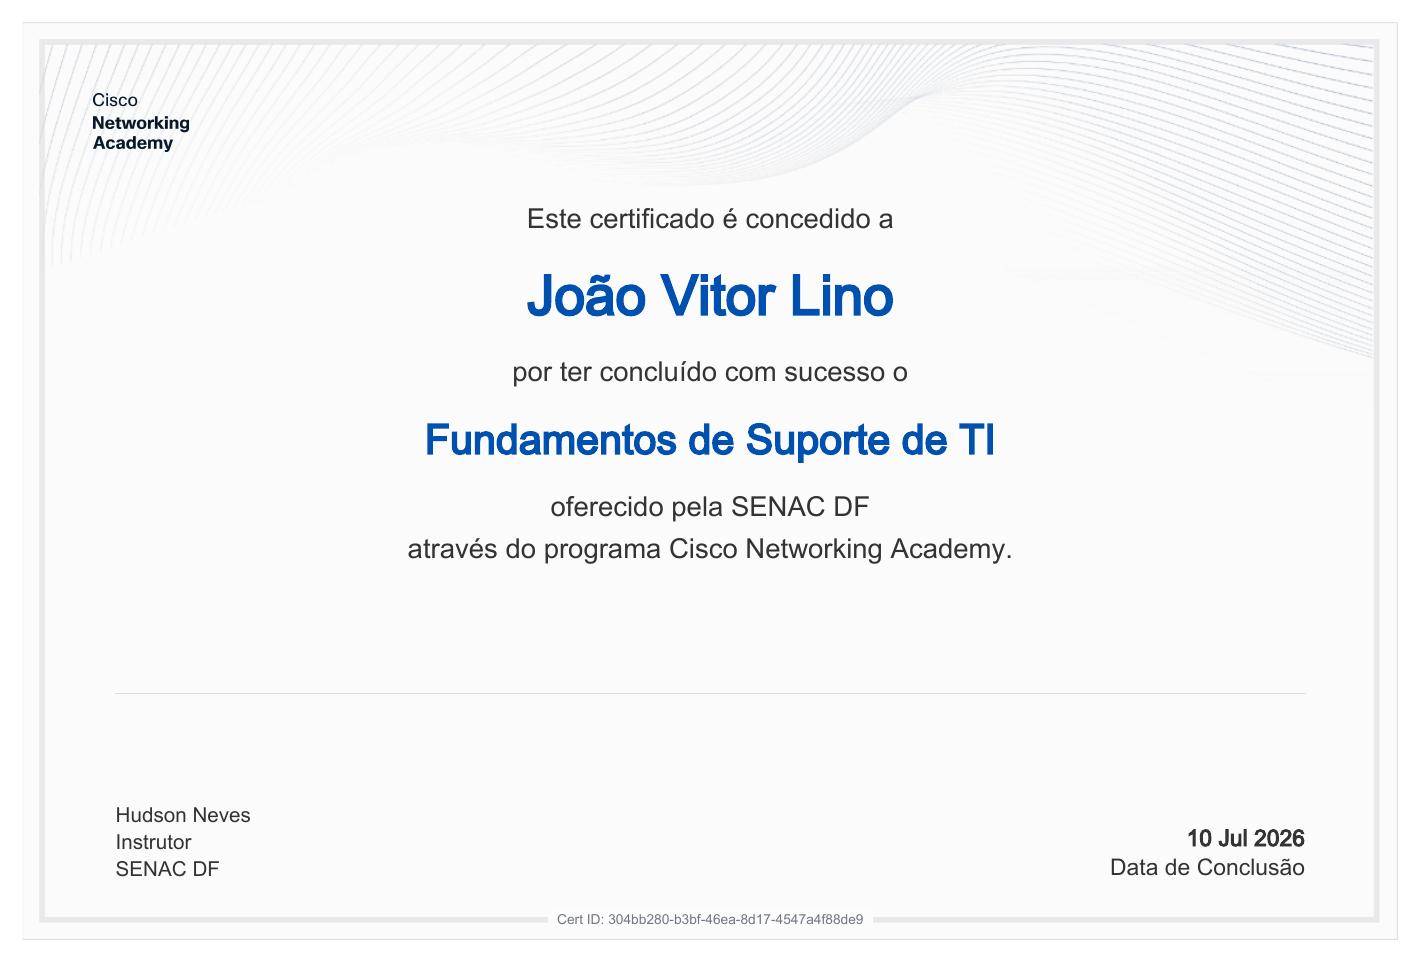 Cisco
Networking
Academy
Este certificado é concedido a
João Vitor Lino
por ter concluído com sucesso o
Fundamentos de Suporte de TI
oferecido pela SENAC DF
através do programa Cisco Networking Academy.
Hudson Neves
Instrutor
SENAC DF
10 Jul 2026
Data de Conclusão
Cert ID: 304bb280-b3bf-46ea-8d17-4547a4f88de9